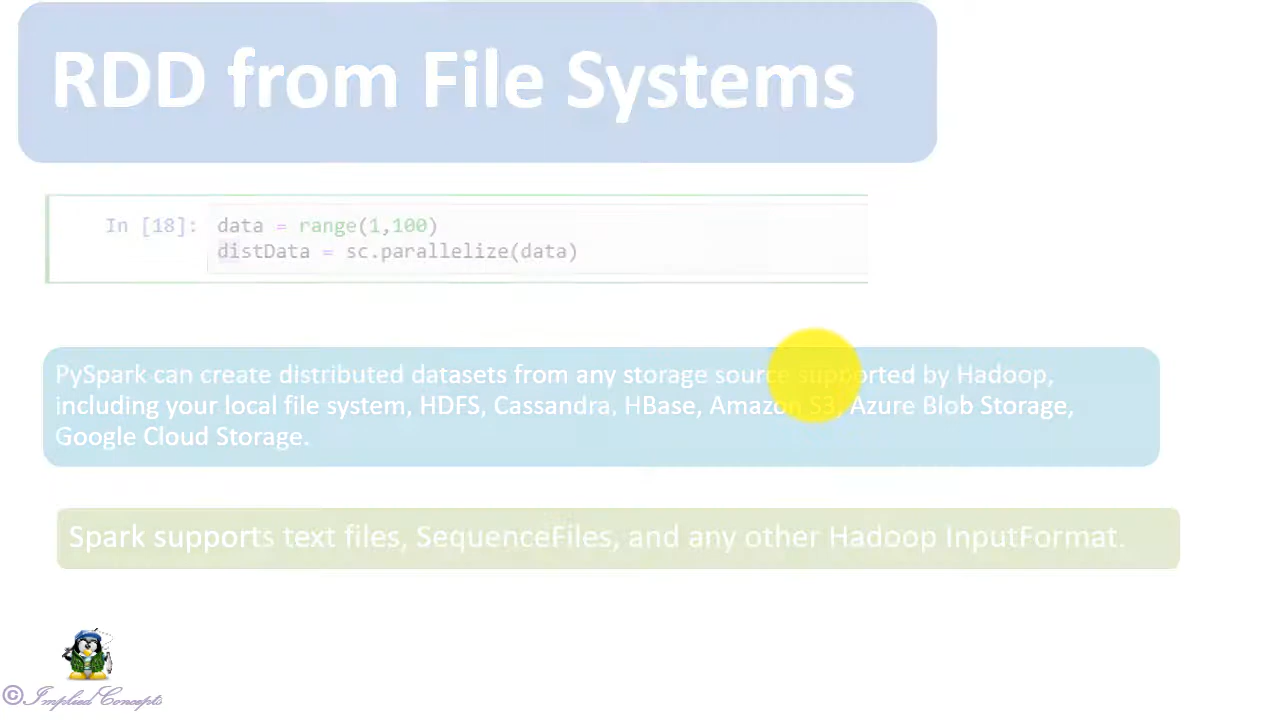 RDD from File Systems
In [18]: data = range(1,100)
distData = sc.parallelize(data)
PySpark can create distributed datasets from any storage source supported by Hadoop,
including your local file system, HDFS, Cassandra, HBase, Amazon S3, Azure Blob Storage,
Google Cloud Storage.
Spark supports text files, SequenceFiles, and any other Hadoop InputFormat.
© Implied Concepts